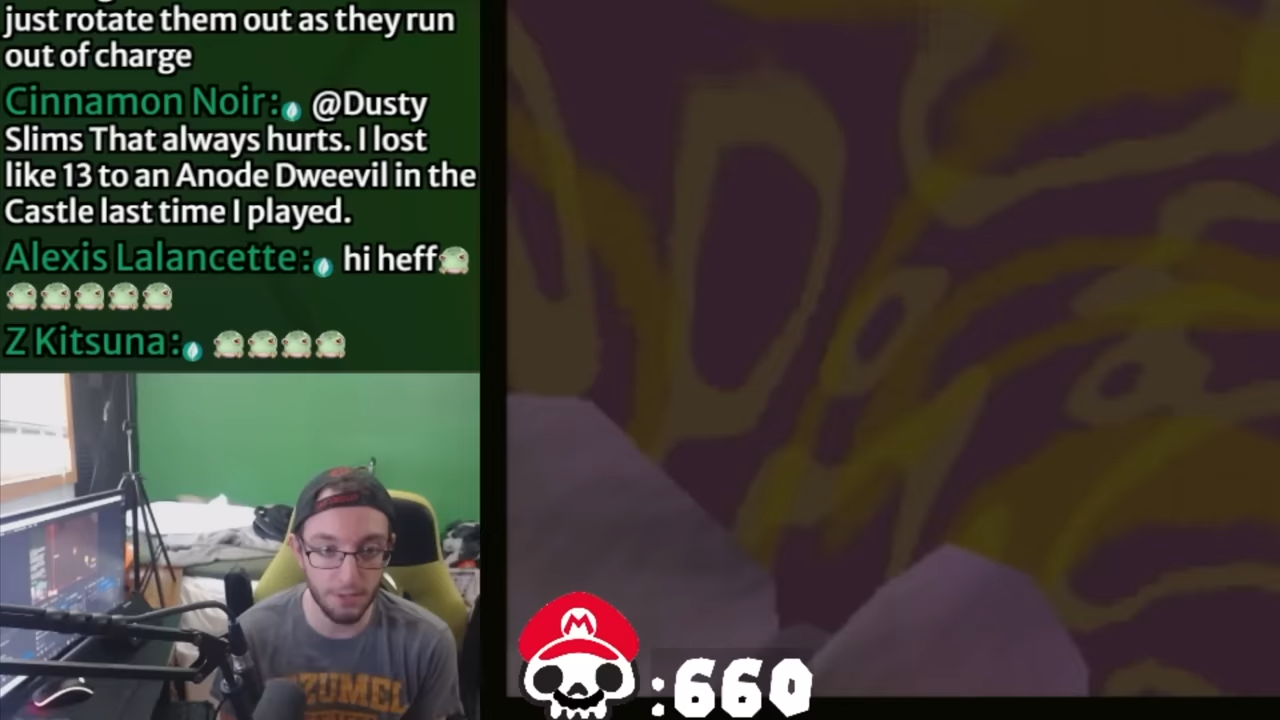 just rotate them out as they run
out of charge
Cinnamon Noir: @Dusty
Slims That always hurts. I lost
like 13 to an Anode Dweevil in the
Castle last time I played.
Alexis Lalancette: hi heff
Z Kitsuna:
ZUMEL
M
:660